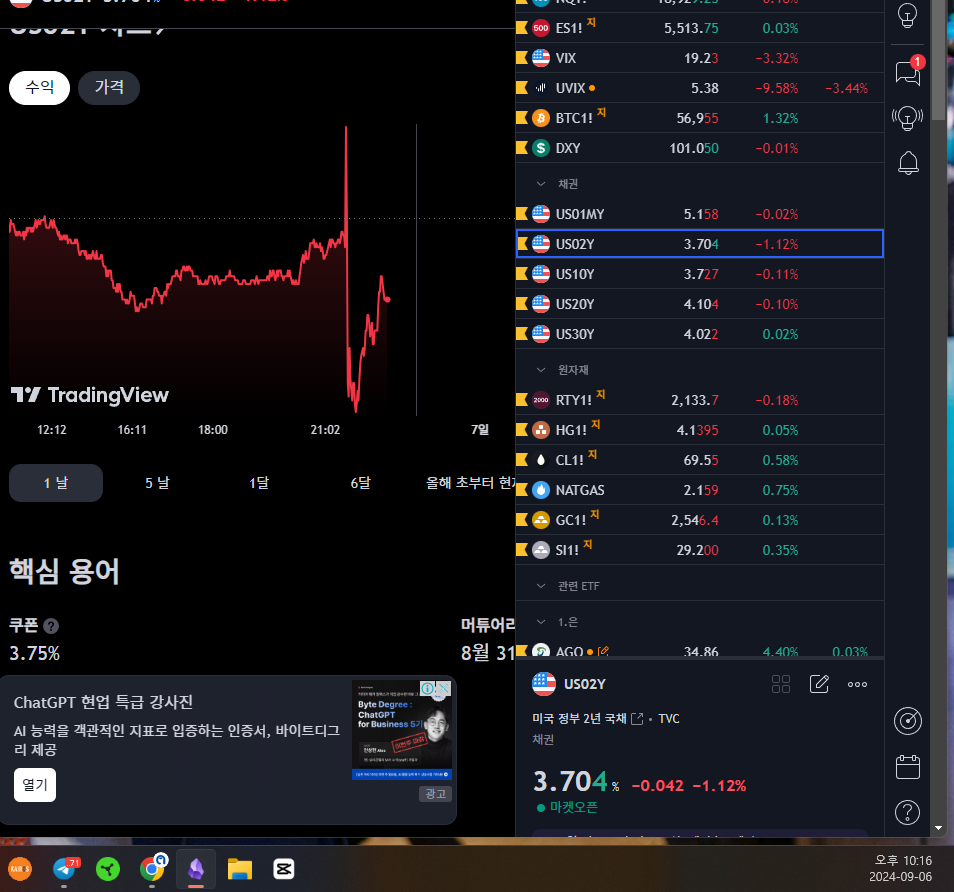 수익
가격
TradingView
12:12 16:11 18:00 21:02 7일
1 날 5 날 1달 6달 올해 초부터
핵심 용어
쿠폰 ?
3.75%
8월 31
ChatGPT 현업 특급 강사진
AI 능력을 객관적인 지표로 입증하는 인증서, 바이트디그
리 제공
열기
Byte Degree :
ChatGPT
for Business 5기
광고
500 ES1! 지 5,513.75 0.03%
VIX 19.23 −3.32%
UVIX 5.38 −9.58% −3.44%
BTC1! 지 56,955 1.32%
DXY 101.050 −0.01%
채권
US01MY 5.158 −0.02%
US02Y 3.704 −1.12%
US10Y 3.727 −0.11%
US20Y 4.104 −0.10%
US30Y 4.022 0.02%
원자재
2000 RTY1! 지 2,133.7 −0.18%
HG1! 지 4.1395 0.05%
CL1! 지 69.55 0.58%
NATGAS 2.159 0.75%
GC1! 지 2,546.4 0.13%
SI1! 지 29.200 0.35%
관련 ETF
1.은
AGO 34.86 4.40% 0.03%
US02Y
미국 정부 2년 국채 • TVC
채권
3.704 % −0.042 −1.12%
마켓오픈
1
71
오후 10:16
2024-09-06